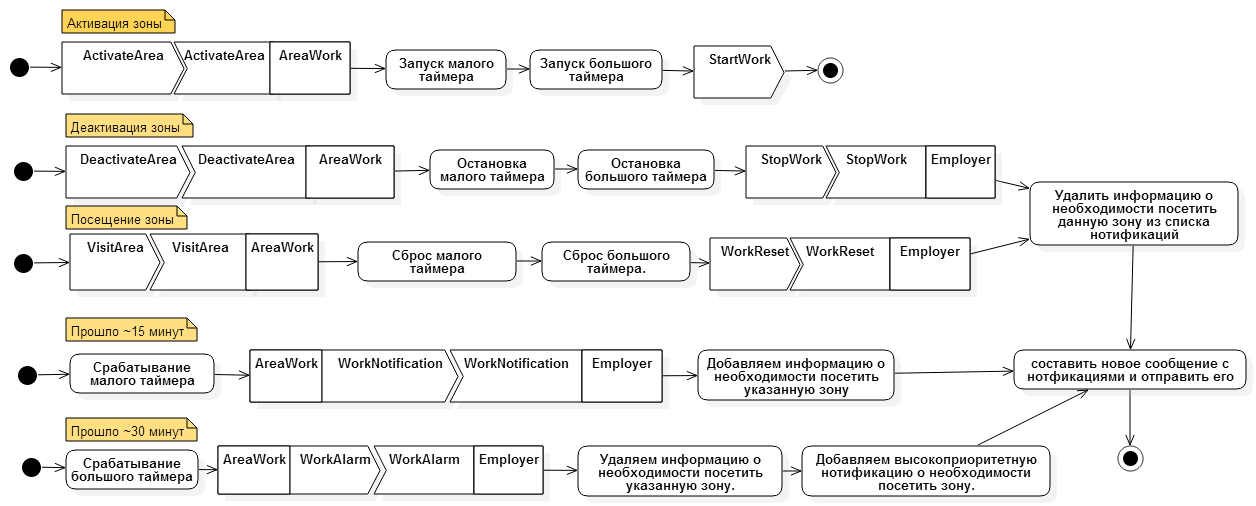 Активация зоны
ActivateArea
ActivateArea
AreaWork
Запуск малого
таймера
Запуск большого
таймера
StartWork
Деактивация зоны
DeactivateArea
DeactivateArea
AreaWork
Остановка
малого таймера
Остановка
большого таймера
StopWork
StopWork
Employer
Удалить информацию о
необходимости посетить
данную зону из списка
нотификаций
Посещение зоны
VisitArea
VisitArea
AreaWork
Сброс малого
таймера
Сброс большого
таймера.
WorkReset
WorkReset
Employer
Прошло ~15 минут
Срабатывание
малого таймера
AreaWork
WorkNotification
WorkNotification
Employer
Добавляем информацию о
необходимости посетить
указанную зону
составить новое сообщение с
нотфикациями и отправить его
Прошло ~30 минут
Срабатывание
большого таймера
AreaWork
WorkAlarm
WorkAlarm
Employer
Удаляем информацию о
необходимости посетить
указанную зону.
Добавляем высокоприоритетную
нотификацию о необходимости
посетить зону.